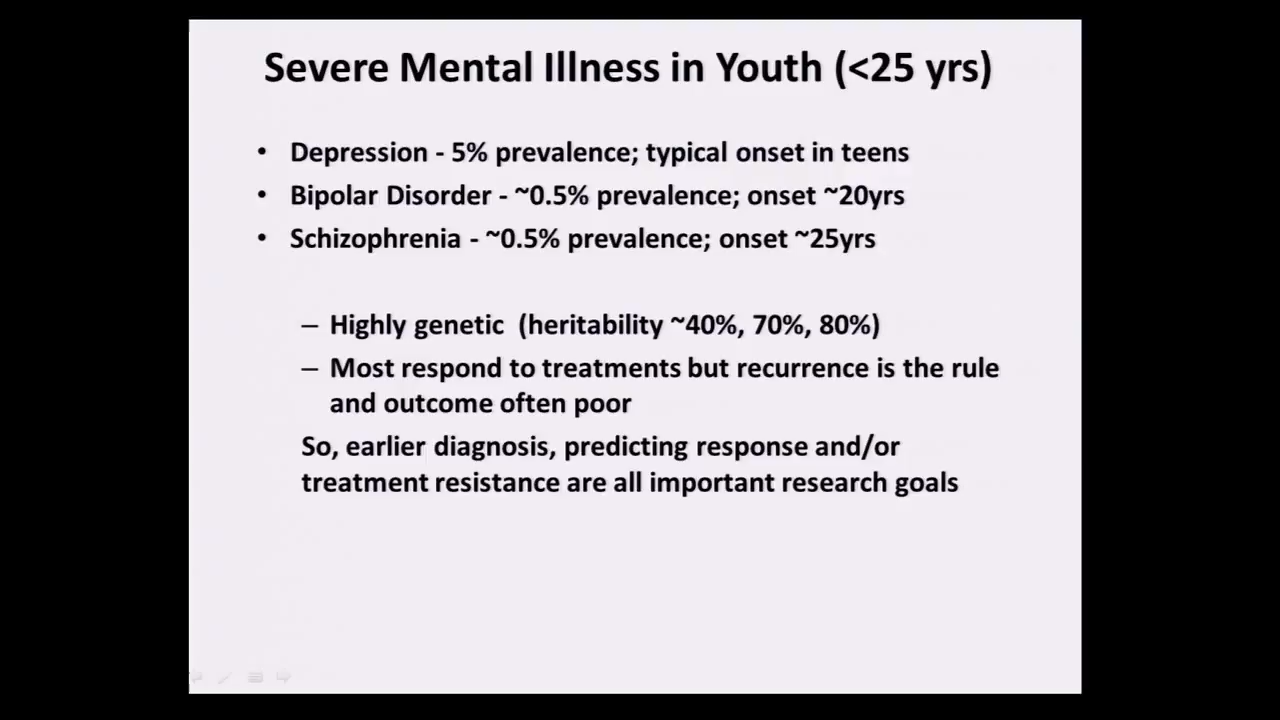 Severe Mental Illness in Youth (<25 yrs)
• Depression - 5% prevalence; typical onset in teens
• Bipolar Disorder - ~0.5% prevalence; onset ~20yrs
• Schizophrenia - ~0.5% prevalence; onset ~25yrs
– Highly genetic (heritability ~40%, 70%, 80%)
– Most respond to treatments but recurrence is the rule
and outcome often poor
So, earlier diagnosis, predicting response and/or
treatment resistance are all important research goals